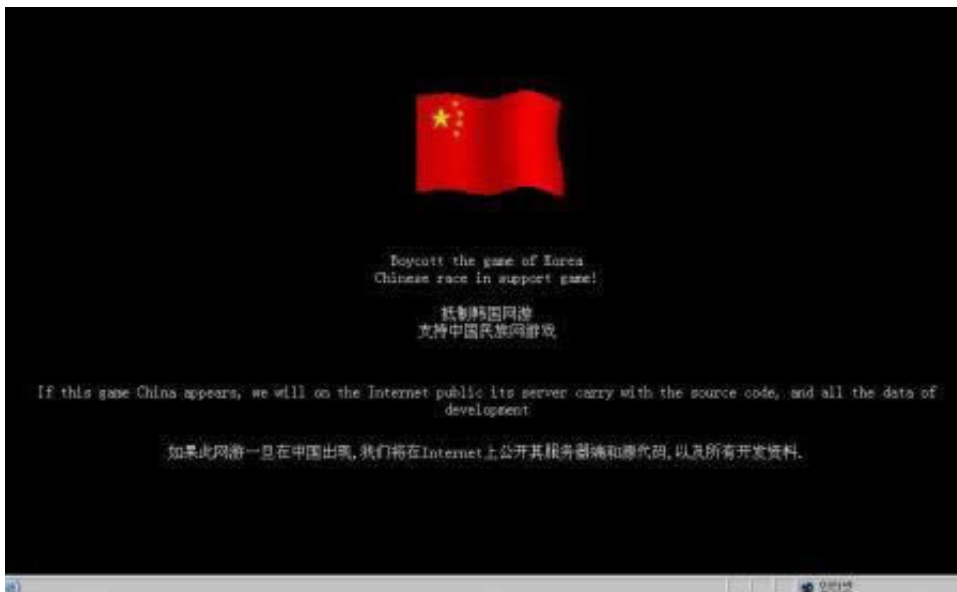 Boycott the game of Korea
Chinese race in support game!
抵制韩国网游
支持中国民族网游戏
If this game China appears, we will on the Internet public its server carry with the source code, and all the data of
development
如果此网游一旦在中国出现,我们将在Internet上公开其服务器端和源代码,以及所有开发资料.
인터넷